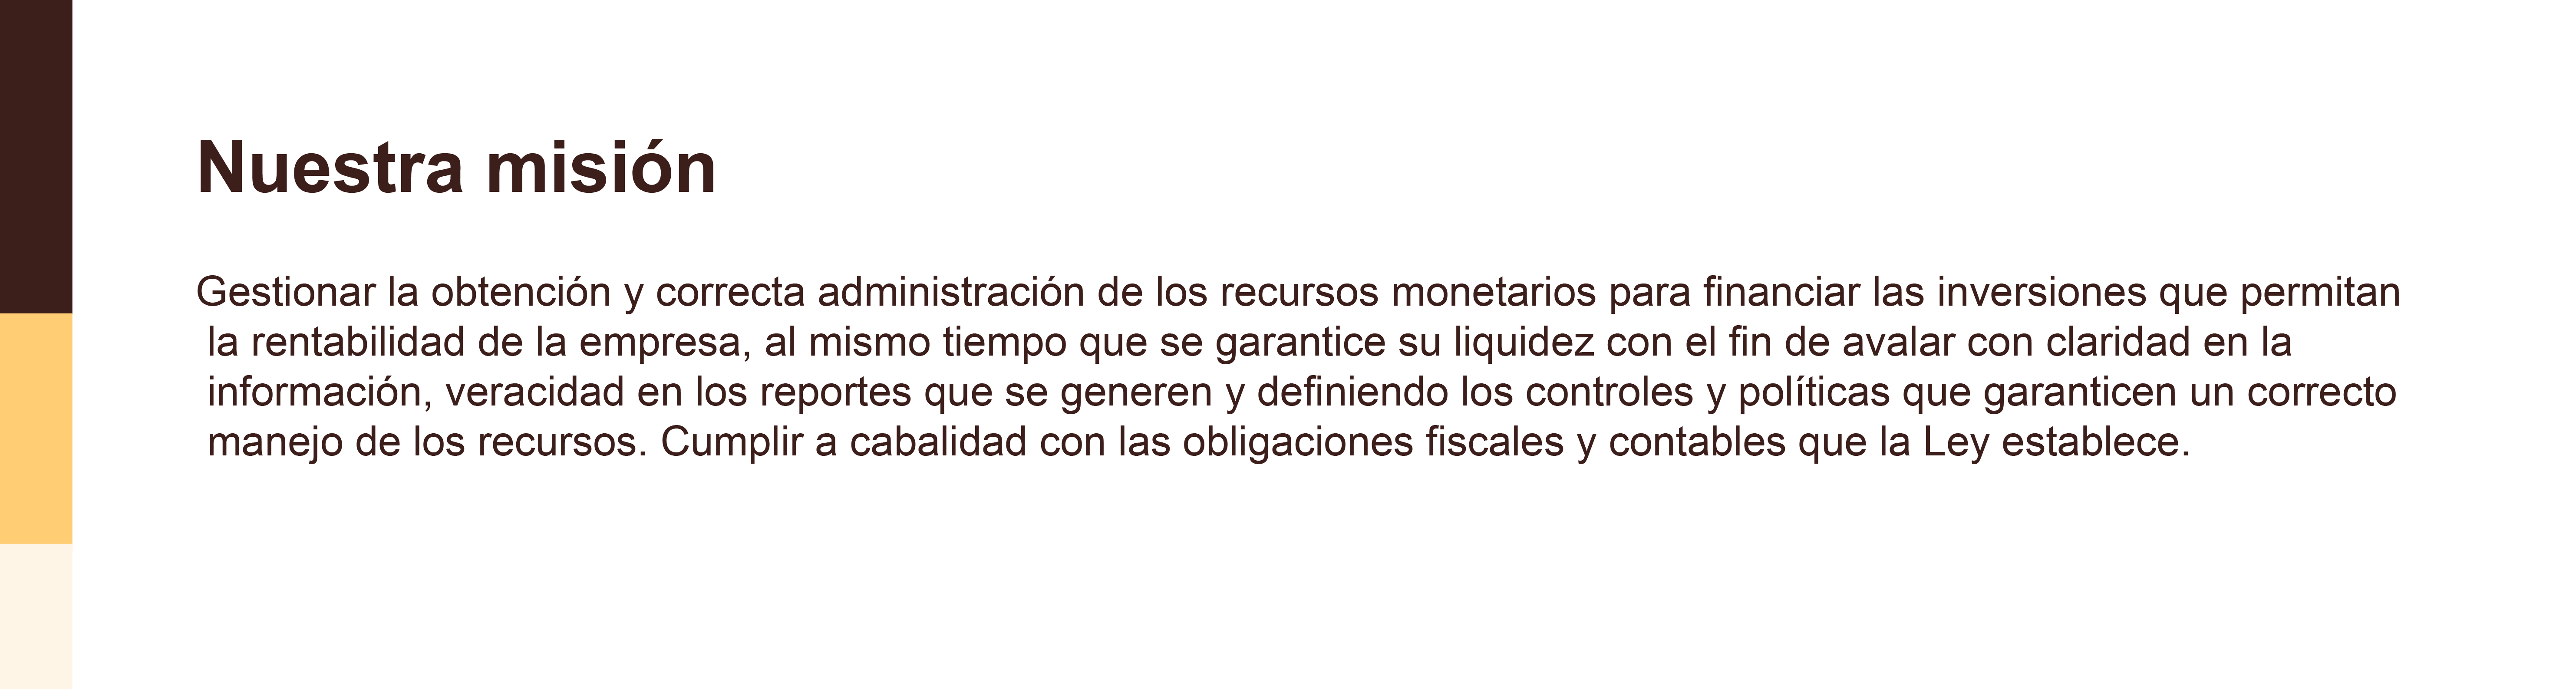 Nuestra misión
Gestionar la obtención y correcta administración de los recursos monetarios para financiar las inversiones que permitan
la rentabilidad de la empresa, al mismo tiempo que se garantice su liquidez con el fin de avalar con claridad en la
información, veracidad en los reportes que se generen y definiendo los controles y políticas que garanticen un correcto
manejo de los recursos. Cumplir a cabalidad con las obligaciones fiscales y contables que la Ley establece.